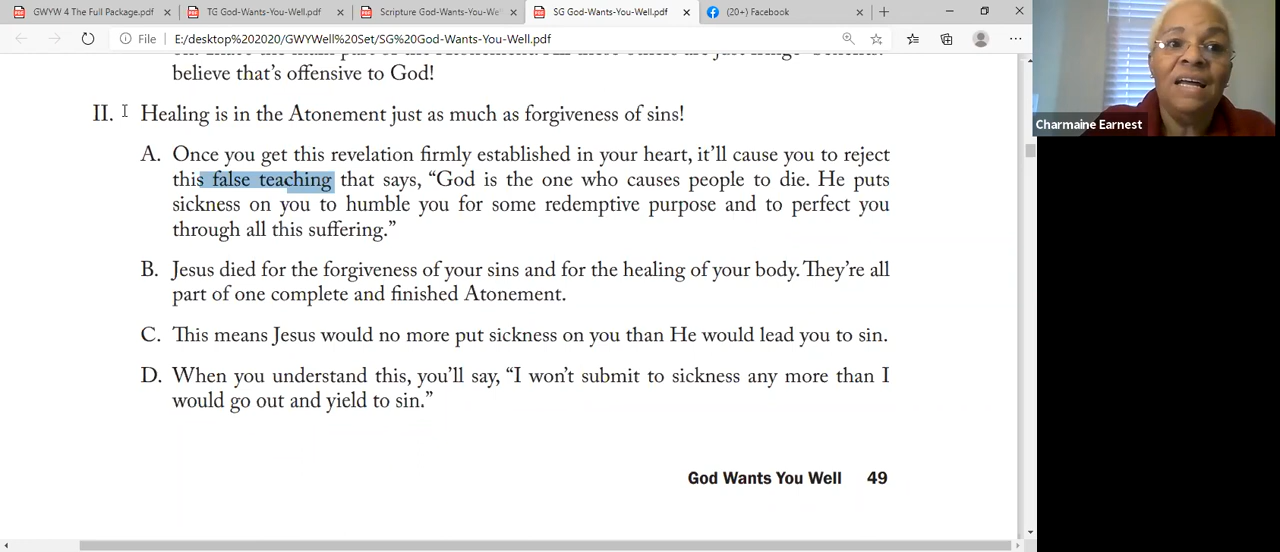 GWYW 4 The Full Package.pdf
TG God-Wants-You-Well.pdf
Scripture God-Wants-You-We
SG God-Wants-You-Well.pdf
(20+) Facebook
File E:/desktop%202020/GWYWell%20Set/SG%20God-Wants-You-Well.pdf
believe that's offensive to God!
II. Healing is in the Atonement just as much as forgiveness of sins!
A. Once you get this revelation firmly established in your heart, it'll cause you to reject
this false teaching that says, “God is the one who causes people to die. He puts
sickness on you to humble you for some redemptive purpose and to perfect you
through all this suffering.”
B. Jesus died for the forgiveness of your sins and for the healing of your body. They're all
part of one complete and finished Atonement.
C. This means Jesus would no more put sickness on you than He would lead you to sin.
D. When you understand this, you'll say, “I won't submit to sickness any more than I
would go out and yield to sin.”
God Wants You Well 49
Charmaine Earnest